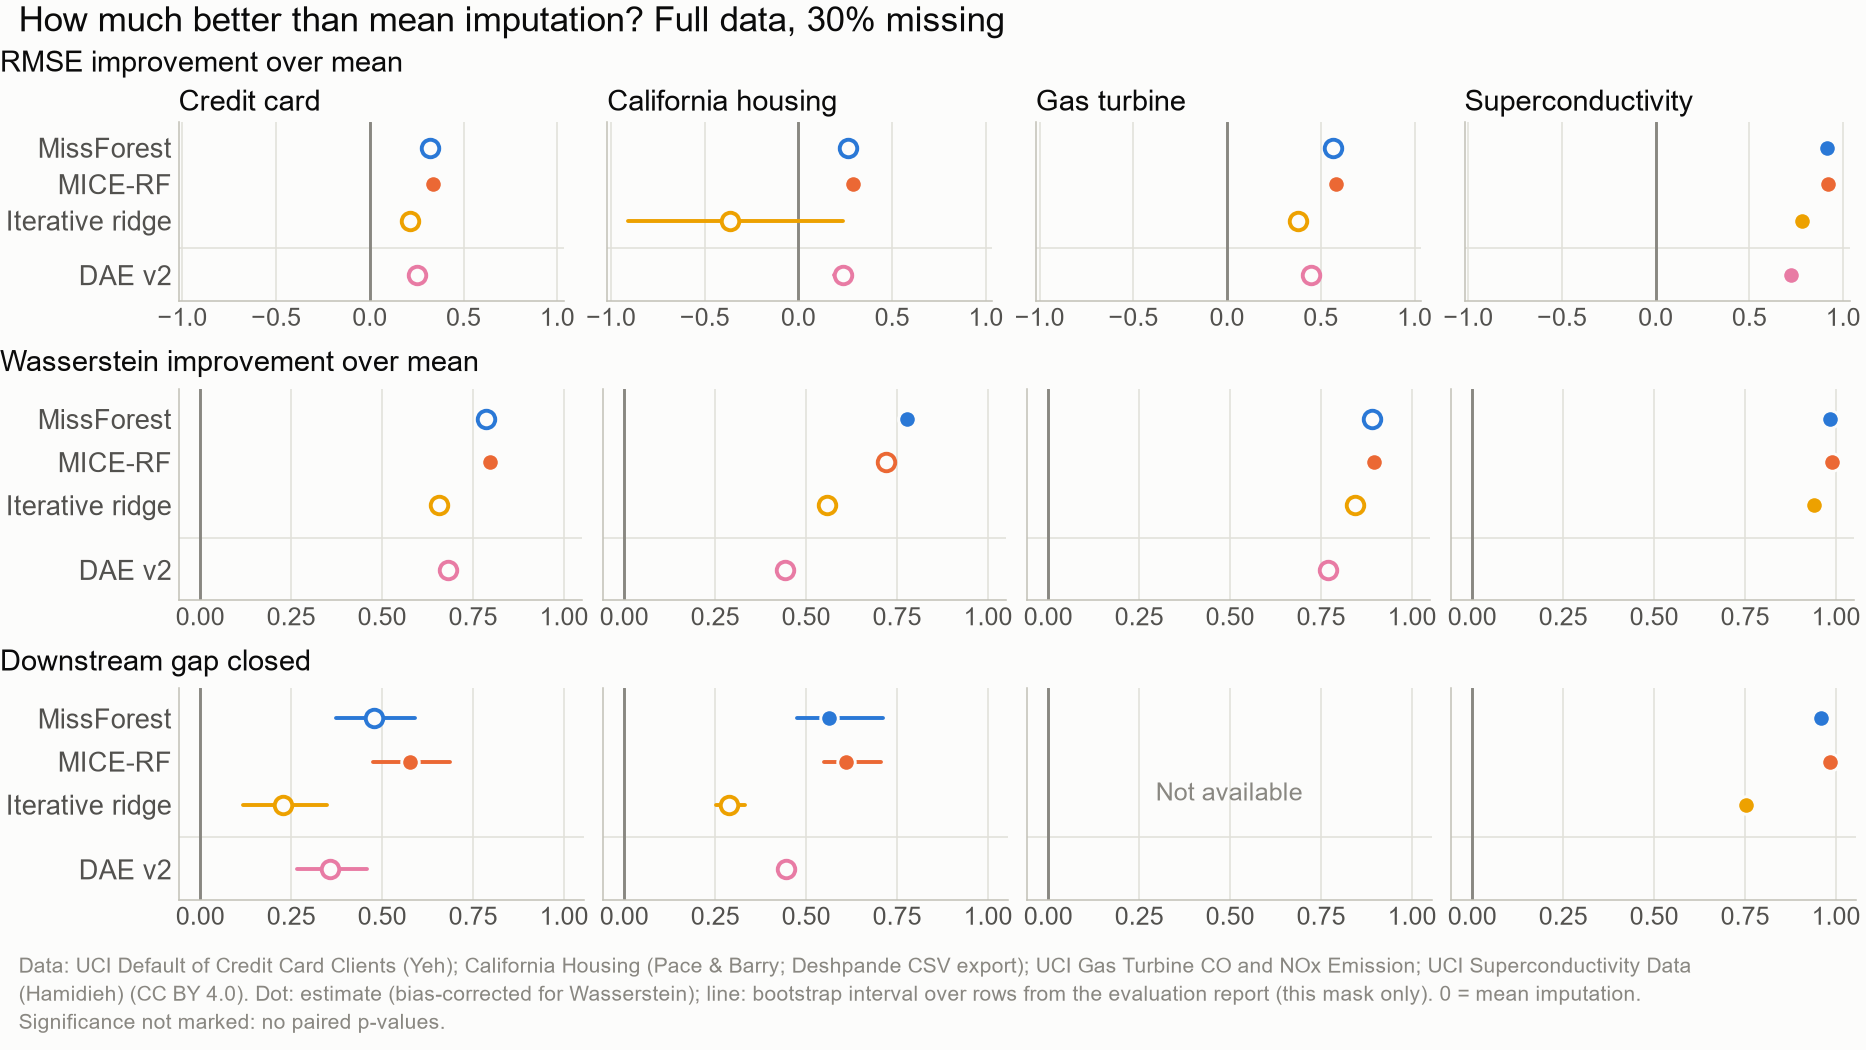 How much better than mean imputation? Full data, 30% missing
RMSE improvement over mean
Credit card California housing Gas turbine Superconductivity
MissForest
MICE-RF
Iterative ridge
DAE v2
−1.0 −0.5 0.0 0.5 1.0 −1.0 −0.5 0.0 0.5 1.0 −1.0 −0.5 0.0 0.5 1.0 −1.0 −0.5 0.0 0.5 1.0
Wasserstein improvement over mean
MissForest
MICE-RF
Iterative ridge
DAE v2
0.00 0.25 0.50 0.75 1.00 0.00 0.25 0.50 0.75 1.00 0.00 0.25 0.50 0.75 1.00 0.00 0.25 0.50 0.75 1.00
Downstream gap closed
MissForest
MICE-RF
Not available
Iterative ridge
DAE v2
0.00 0.25 0.50 0.75 1.00 0.00 0.25 0.50 0.75 1.00 0.00 0.25 0.50 0.75 1.00 0.00 0.25 0.50 0.75 1.00
Data: UCI Default of Credit Card Clients (Yeh); California Housing (Pace & Barry; Deshpande CSV export); UCI Gas Turbine CO and NOx Emission; UCI Superconductivity Data
(Hamidieh) (CC BY 4.0). Dot: estimate (bias-corrected for Wasserstein); line: bootstrap interval over rows from the evaluation report (this mask only). 0 = mean imputation.
Significance not marked: no paired p-values.